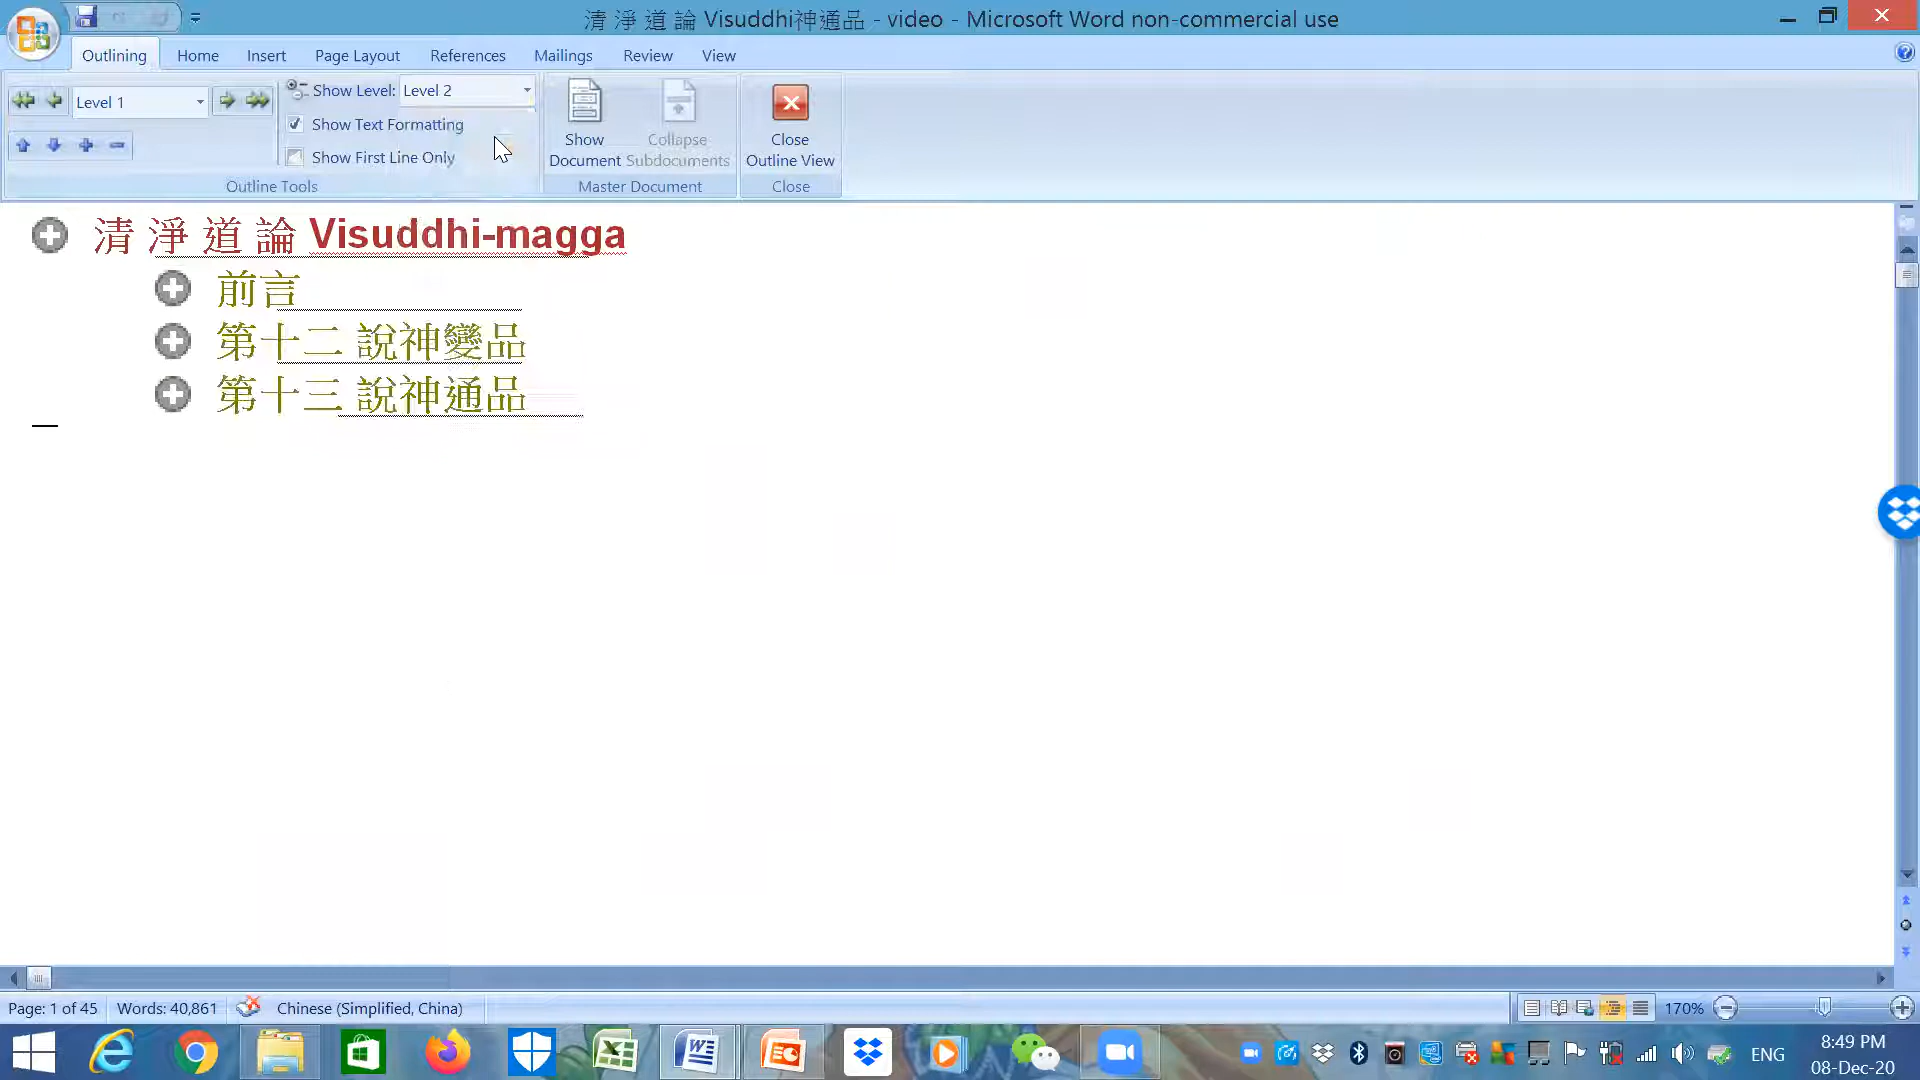 清 淨 道 論 Visuddhi神通品 - video - Microsoft Word non-commercial use
Outlining Home Insert Page Layout References Mailings Review View
Level 1
Show Level: Level 2
Show Text Formatting
Show First Line Only
Outline Tools
Show Document
Collapse Subdocuments
Master Document
Close Outline View
Close
清 淨 道 論 Visuddhi-magga
前言
第十二 說神變品
第十三 說神通品
Page: 1 of 45 Words: 40,861 Chinese (Simplified, China) 170%
ENG
8:49 PM
08-Dec-20